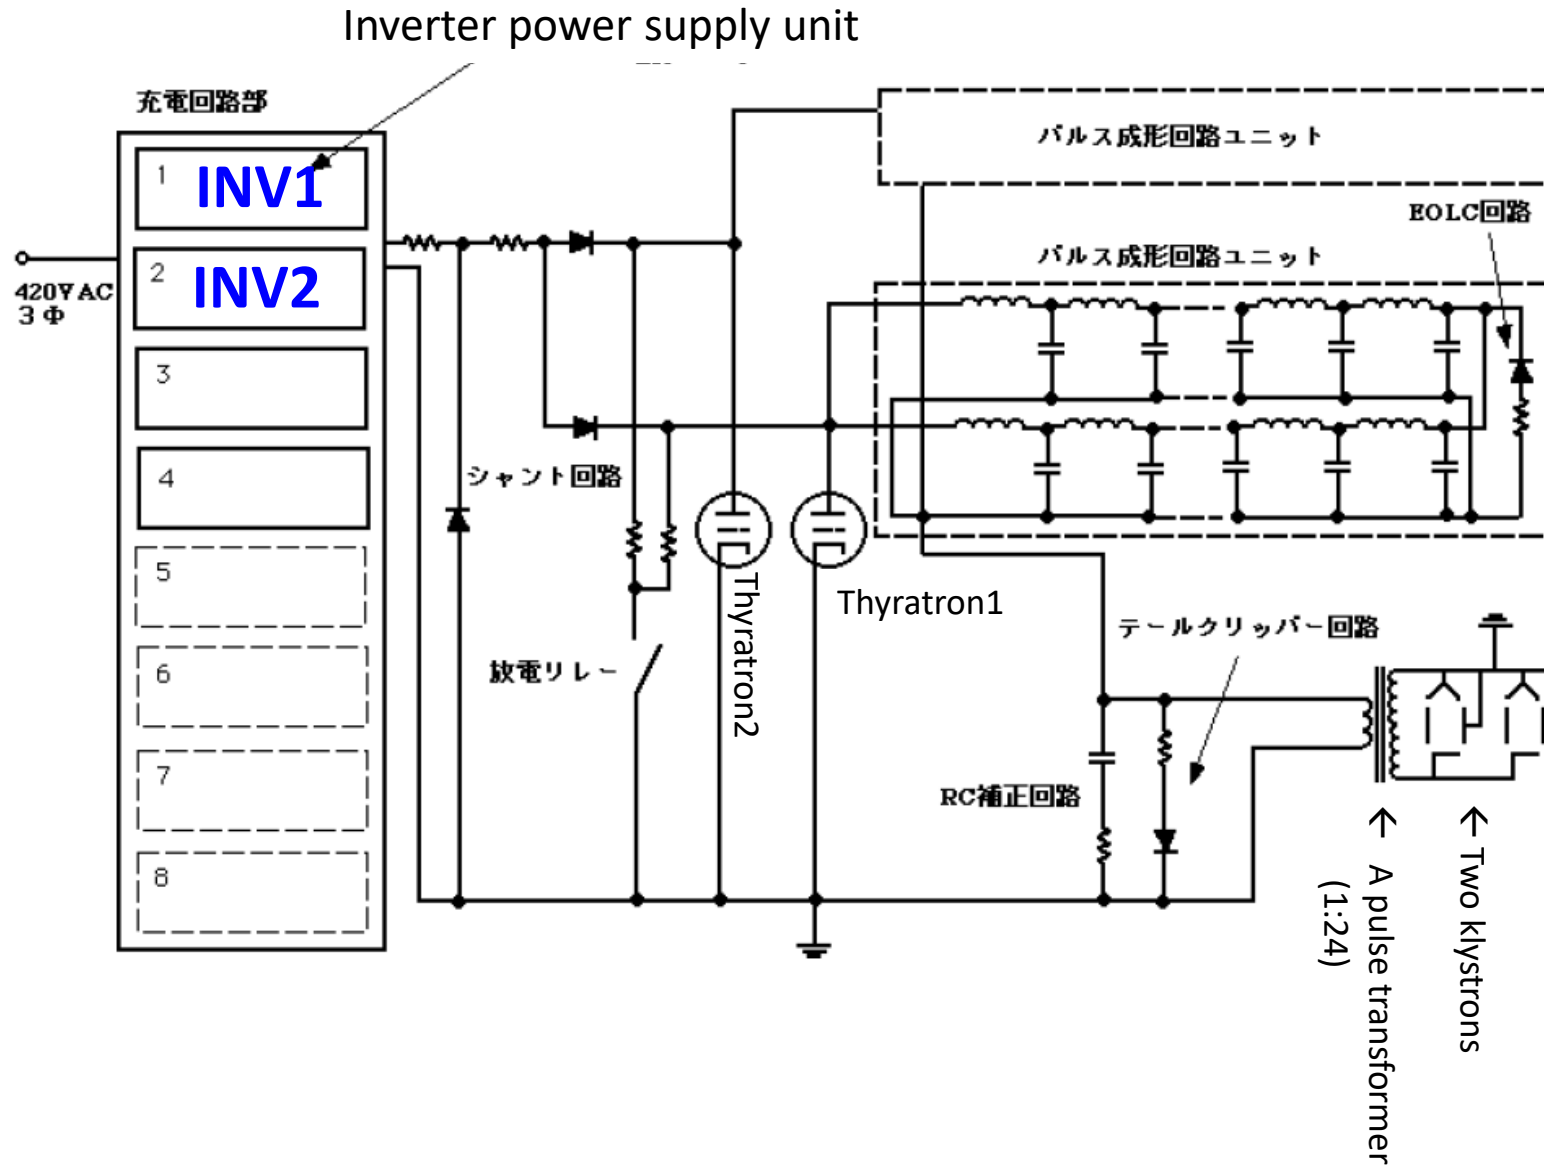 Inverter power supply unit
充電回路部
1 INV1
2 INV2
3
4
5
6
7
8
420V AC
3 Φ
パルス成形回路ユニット
EOLC回路
パルス成形回路ユニット
シャント回路
Thyratron2
Thyratron1
放電リレー
テールクリッパー回路
RC補正回路
← A pulse transformer
(1:24)
← Two klystrons